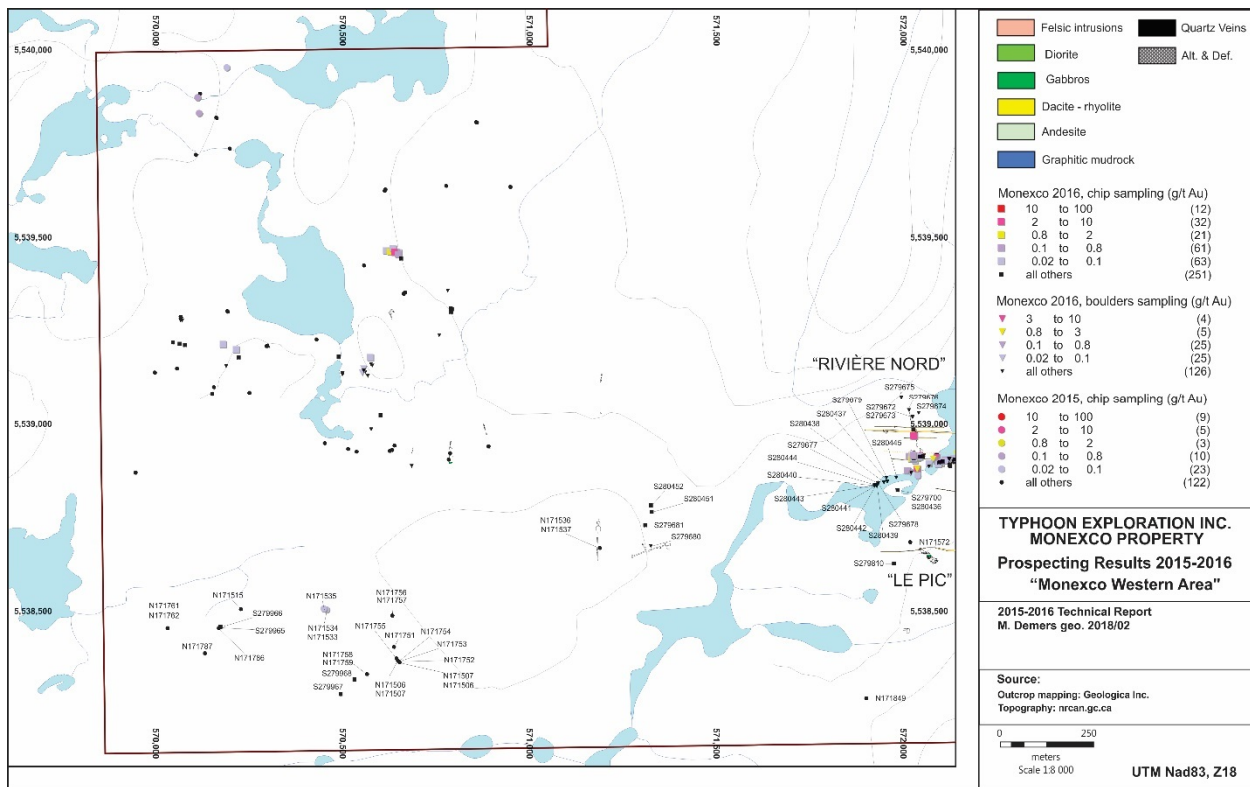 570,000
570,500
571,000
571,500
572,000
5,540,000
5,540,000
5,539,500
5,539,500
"RIVIÈRE NORD"
S279675
S279679
S279676
S280437
S279672
S279674
S279673
S280438
5,539,000
5,539,000
S279677
S280445
S280444
S280440
S280452
S280451
S280443
S279700
S280441
S280436
N171536
N171537
S279681
S280442
S279678
S279680
S280439
N171572
S279810
"LE PIC"
N171515
N171535
N171756
N171757
N171761
N171762
S279966
5,538,500
5,538,500
N171755
N171751
N171754
S279965
N171534
N171533
N171753
N171787
N171766
N171758
N171752
N171759
N171507
S279968
N171506
N171506
S279967
N171507
N171849
570,000
570,500
571,000
571,500
572,000
Felsic intrusions
Quartz Veins
Diorite
Alt. & Def.
Gabbros
Dacite - rhyolite
Andesite
Graphitic mudrock
Monexco 2016, chip sampling (g/t Au)
10 to 100 (12)
2 to 10 (32)
0.8 to 2 (21)
0.1 to 0.8 (61)
0.02 to 0.1 (63)
all others (251)
Monexco 2016, boulders sampling (g/t Au)
3 to 10 (4)
0.8 to 3 (5)
0.1 to 0.8 (25)
0.02 to 0.1 (25)
all others (126)
Monexco 2015, chip sampling (g/t Au)
10 to 100 (9)
2 to 10 (5)
0.8 to 2 (3)
0.1 to 0.8 (10)
0.02 to 0.1 (23)
all others (122)
TYPHOON EXPLORATION INC.
MONEXCO PROPERTY
Prospecting Results 2015-2016
"Monexco Western Area"
2015-2016 Technical Report
M. Demers geo. 2018/02
Source:
Outcrop mapping: Geologica Inc.
Topography: nrcan.gc.ca
0 250
meters
Scale 1:8 000
UTM Nad83, Z18